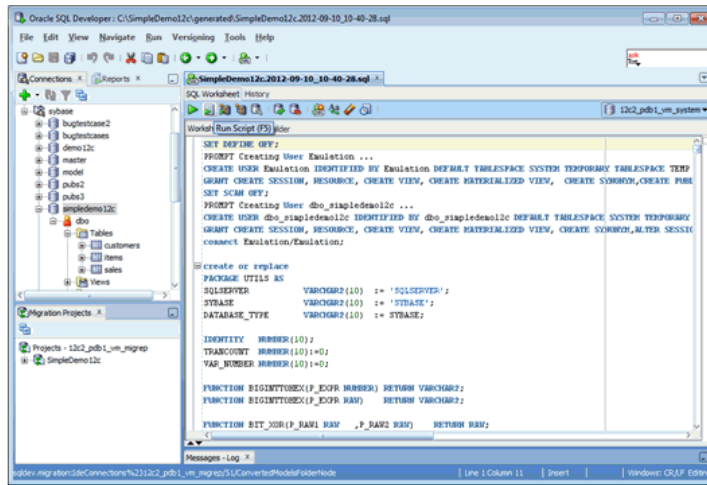 Oracle SQL Developer : C:\SimpleDemo12c\generated\SimpleDemo12c.2012-09-10_10-40-28.sql
File Edit View Navigate Run Versioning Tools Help
Connections Reports
SimpleDemo12c.2012-09-10_10-40-28.sql
SQL Worksheet History
12c2_pdb1_vm_system
Worksh Run Script (F5) ilder
sybase
bugtestcase2
bugtestcases
demo12c
master
model
pubs2
pubs3
simpledemo12c
dbo
Tables
customers
items
sales
Views
Migration Projects
Projects - 12c2_pdb1_vm_migrep
SimpleDemo12c
SET DEFINE OFF;
PROMPT Creating User Emulation ...
CREATE USER Emulation IDENTIFIED BY Emulation DEFAULT TABLESPACE SYSTEM TEMPORARY TABLESPACE TEMP
GRANT CREATE SESSION, RESOURCE, CREATE VIEW, CREATE MATERIALIZED VIEW, CREATE SYNONYM,CREATE PUBL
SET SCAN OFF;
PROMPT Creating User dbo_simpledemo12c ...
CREATE USER dbo_simpledemo12c IDENTIFIED BY dbo_simpledemo12c DEFAULT TABLESPACE SYSTEM TEMPORARY
GRANT CREATE SESSION, RESOURCE, CREATE VIEW, CREATE MATERIALIZED VIEW, CREATE SYNONYM,ALTER SESSIO
connect Emulation/Emulation;
create or replace
PACKAGE UTILS AS
SQLSERVER VARCHAR2(10) := 'SQLSERVER';
SYBASE VARCHAR2(10) := 'SYBASE';
DATABASE_TYPE VARCHAR2(10) := SYBASE;
IDENTITY NUMBER(10);
TRANCOUNT NUMBER(10):=0;
VAR_NUMBER NUMBER(10):=0;
FUNCTION BIGINTTOHEX(P_EXPR NUMBER) RETURN VARCHAR2;
FUNCTION BIGINTTOHEX(P_EXPR RAW) RETURN VARCHAR2;
FUNCTION BIT_XOR(P_RAW1 RAW ,P_RAW2 RAW) RETURN RAW;
Messages - Log
sqldev.migration:IdeConnections%2312c2_pdb1_vm_migrep/51/ConvertedModelsFolderNode
Line 1 Column 11
Insert
Windows: CR/LF Editin